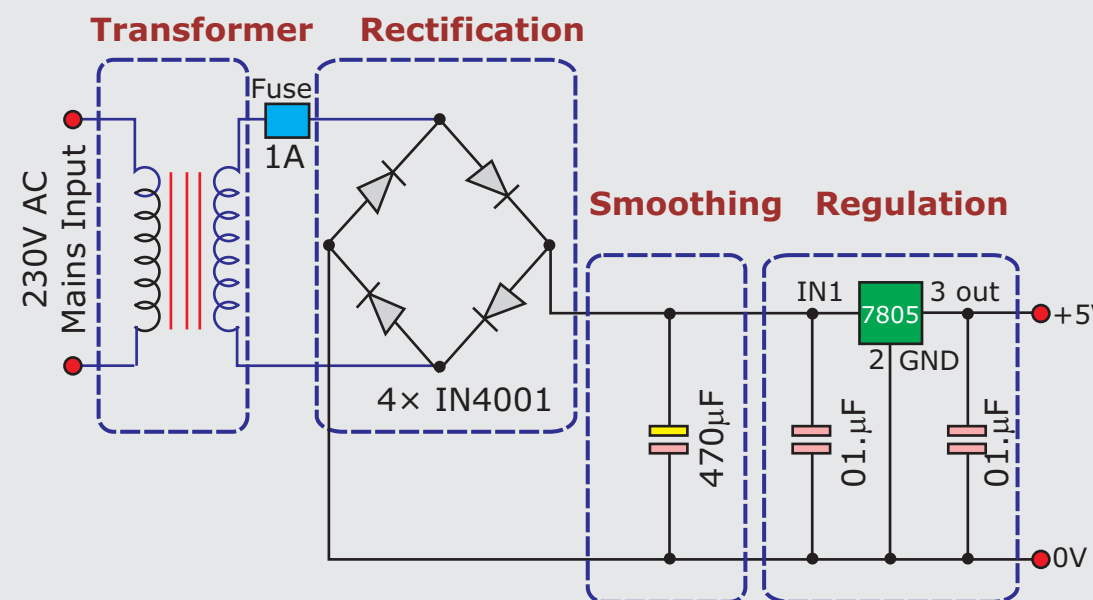 Transformer
Rectification
Fuse
1A
230V AC
Mains Input
4× IN4001
Smoothing
Regulation
IN1
7805
3 out
2 GND
+5V
470µF
01.µF
01.µF
0V